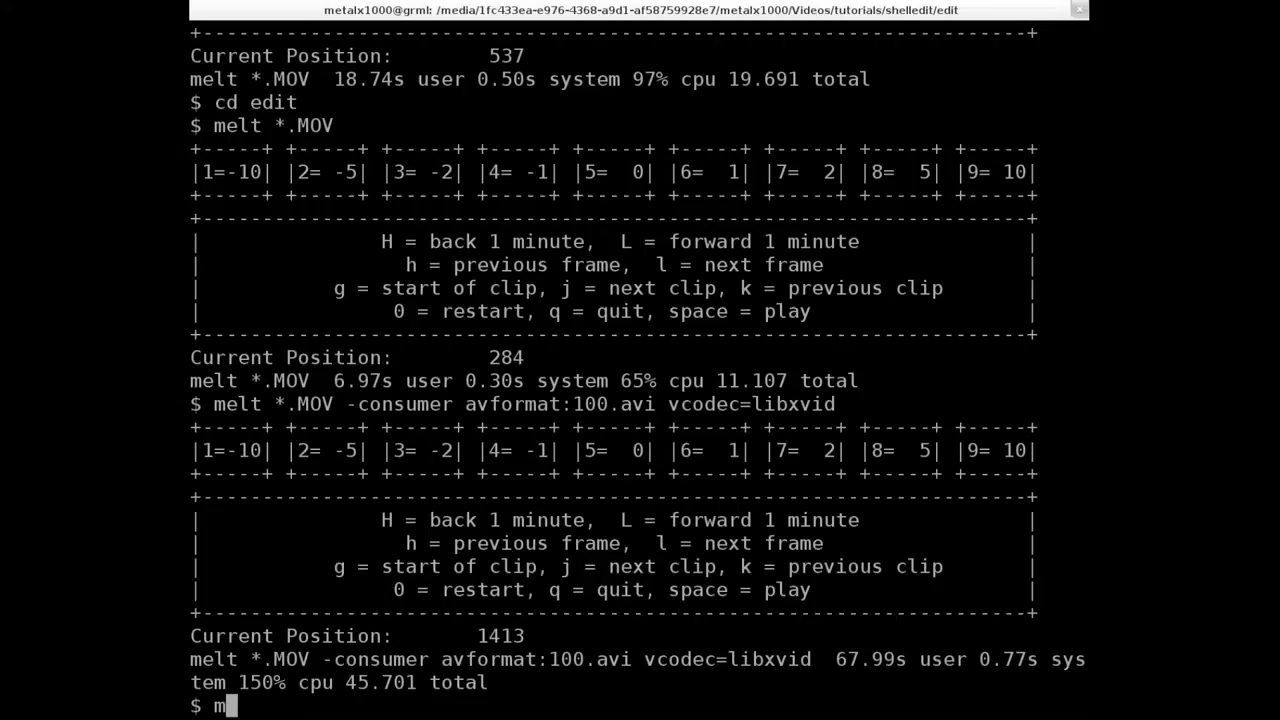 metalx1000@grml: /media/1fc433ea-e976-4368-a9d1-af58759928e7/metalx1000/Videos/tutorials/shelledit/edit
+----------------------------------------------------------------------+
Current Position:        537
melt *.MOV  18.74s user 0.50s system 97% cpu 19.691 total
$ cd edit
$ melt *.MOV
+-----+ +-----+ +-----+ +-----+ +-----+ +-----+ +-----+ +-----+ +-----+
|1=-10| |2= -5| |3= -2| |4= -1| |5=  0| |6=  1| |7=  2| |8=  5| |9= 10|
+-----+ +-----+ +-----+ +-----+ +-----+ +-----+ +-----+ +-----+ +-----+
+---------------------------------------------------------------------+
|               H = back 1 minute,  L = forward 1 minute              |
|                 h = previous frame,  l = next frame                 |
|           g = start of clip, j = next clip, k = previous clip       |
|                0 = restart, q = quit, space = play                  |
+---------------------------------------------------------------------+
Current Position:        284
melt *.MOV  6.97s user 0.30s system 65% cpu 11.107 total
$ melt *.MOV -consumer avformat:100.avi vcodec=libxvid
+-----+ +-----+ +-----+ +-----+ +-----+ +-----+ +-----+ +-----+ +-----+
|1=-10| |2= -5| |3= -2| |4= -1| |5=  0| |6=  1| |7=  2| |8=  5| |9= 10|
+-----+ +-----+ +-----+ +-----+ +-----+ +-----+ +-----+ +-----+ +-----+
+---------------------------------------------------------------------+
|               H = back 1 minute,  L = forward 1 minute              |
|                 h = previous frame,  l = next frame                 |
|           g = start of clip, j = next clip, k = previous clip       |
|                0 = restart, q = quit, space = play                  |
+---------------------------------------------------------------------+
Current Position:       1413
melt *.MOV -consumer avformat:100.avi vcodec=libxvid  67.99s user 0.77s sys
tem 150% cpu 45.701 total
$ m